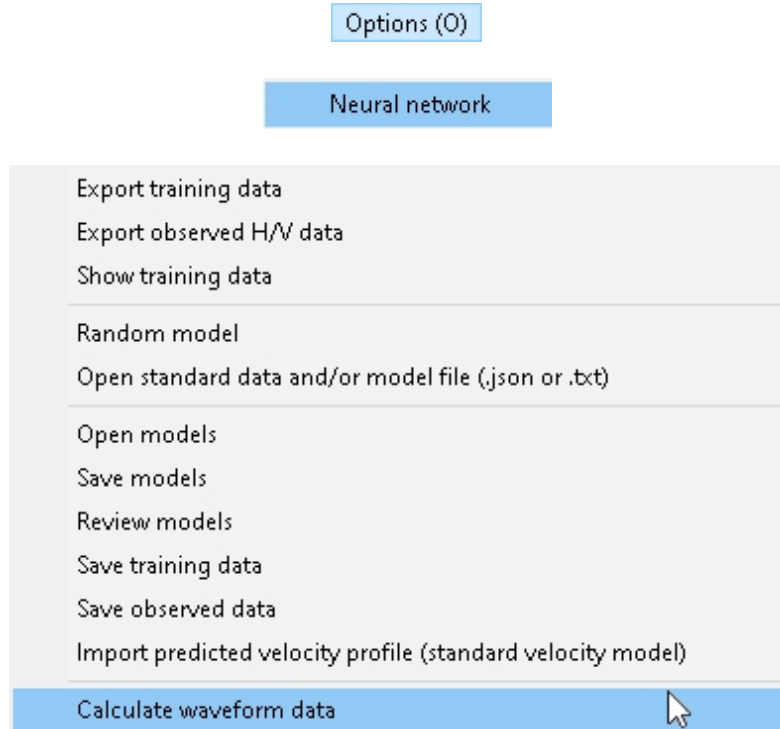 Options (O)
Neural network
Export training data
Export observed H/V data
Show training data
Random model
Open standard data and/or model file (.json or .txt)
Open models
Save models
Review models
Save training data
Save observed data
Import predicted velocity profile (standard velocity model)
Calculate waveform data